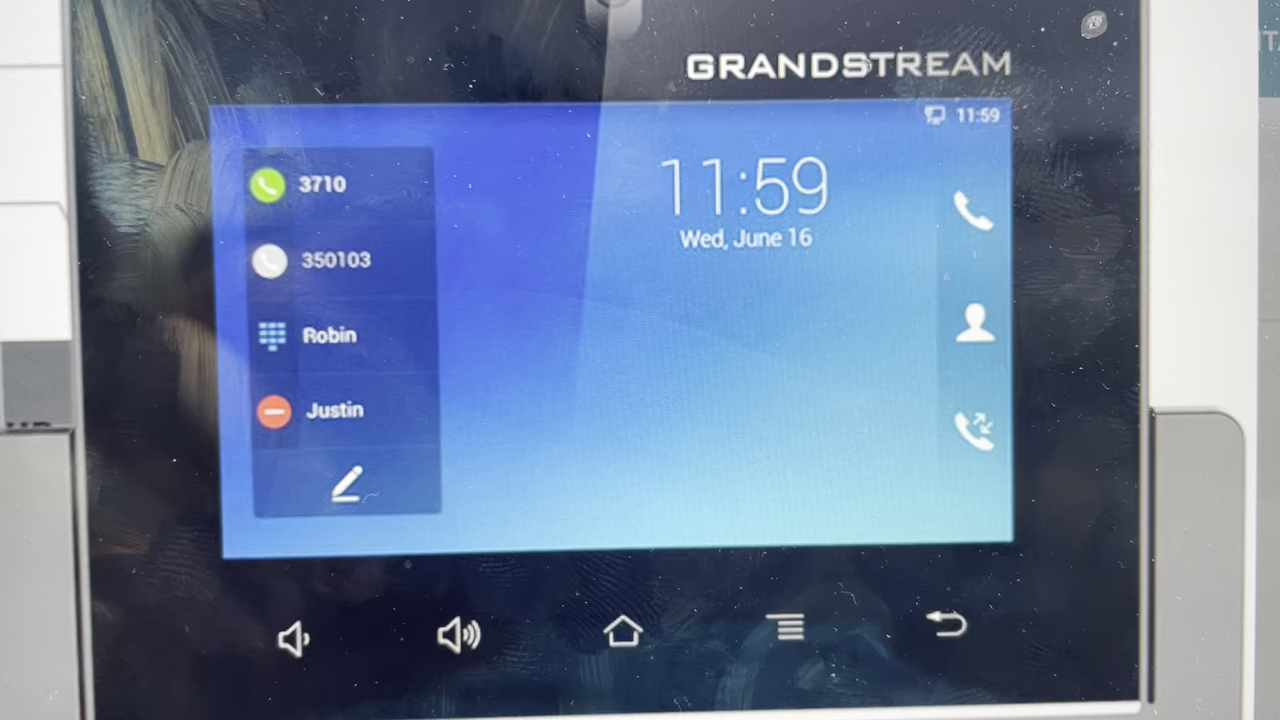 GRANDSTREAM
11:59
3710
350103
Robin
Justin
11:59
Wed, June 16